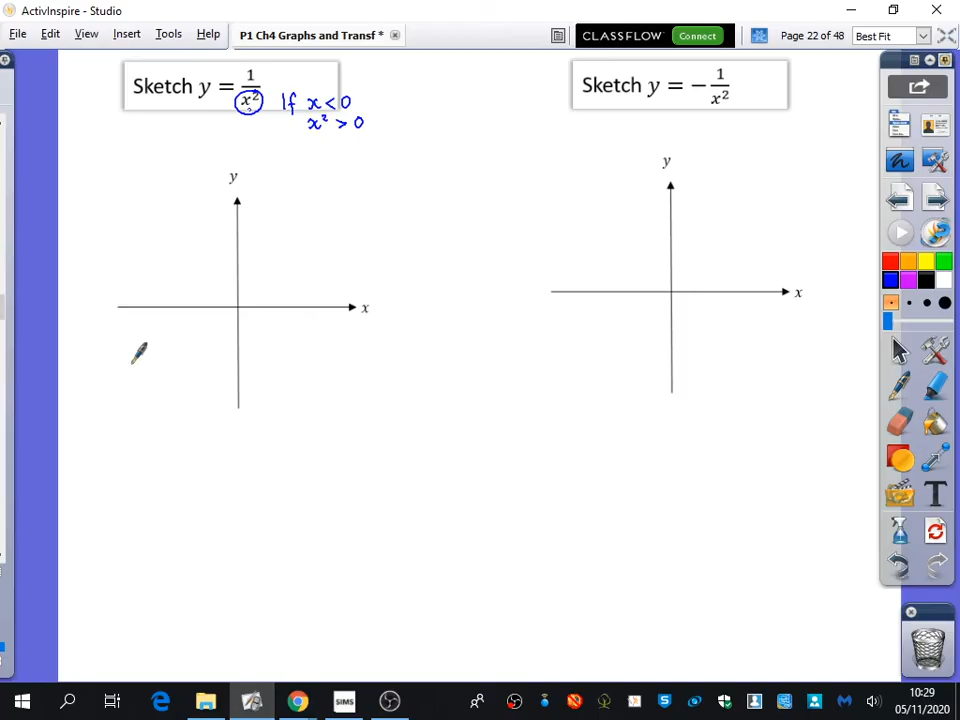 ActivInspire - Studio
File Edit View Insert Tools Help
P1 Ch4 Graphs and Transf *
CLASSFLOW Connect
Page 22 of 48
Best Fit
Sketch y = 1/x²
If x < 0
x² > 0
Sketch y = − 1/x²
y
x
y
x
T
10:29
05/11/2020